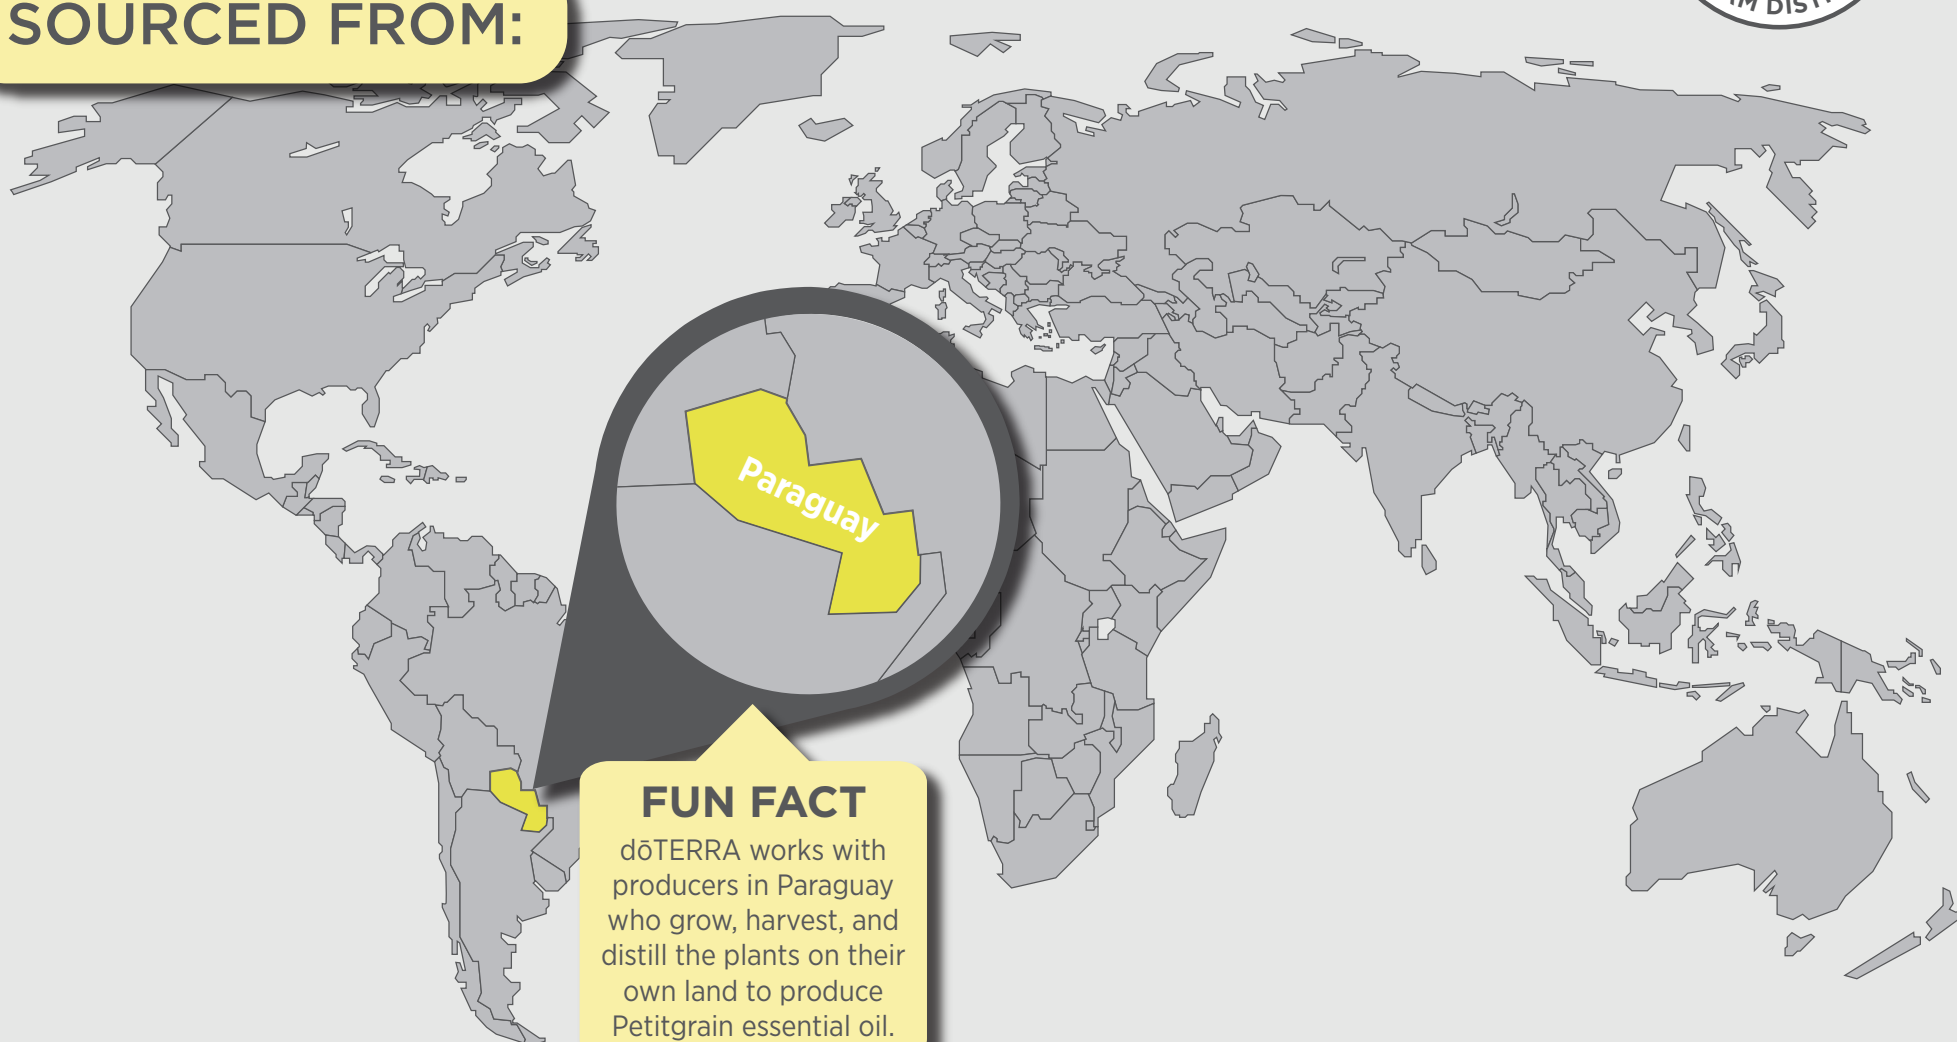 SOURCED FROM:
DIS
Paraguay
FUN FACT
dōTERRA works with
producers in Paraguay
who grow, harvest, and
distill the plants on their
own land to produce
Petitgrain essential oil.